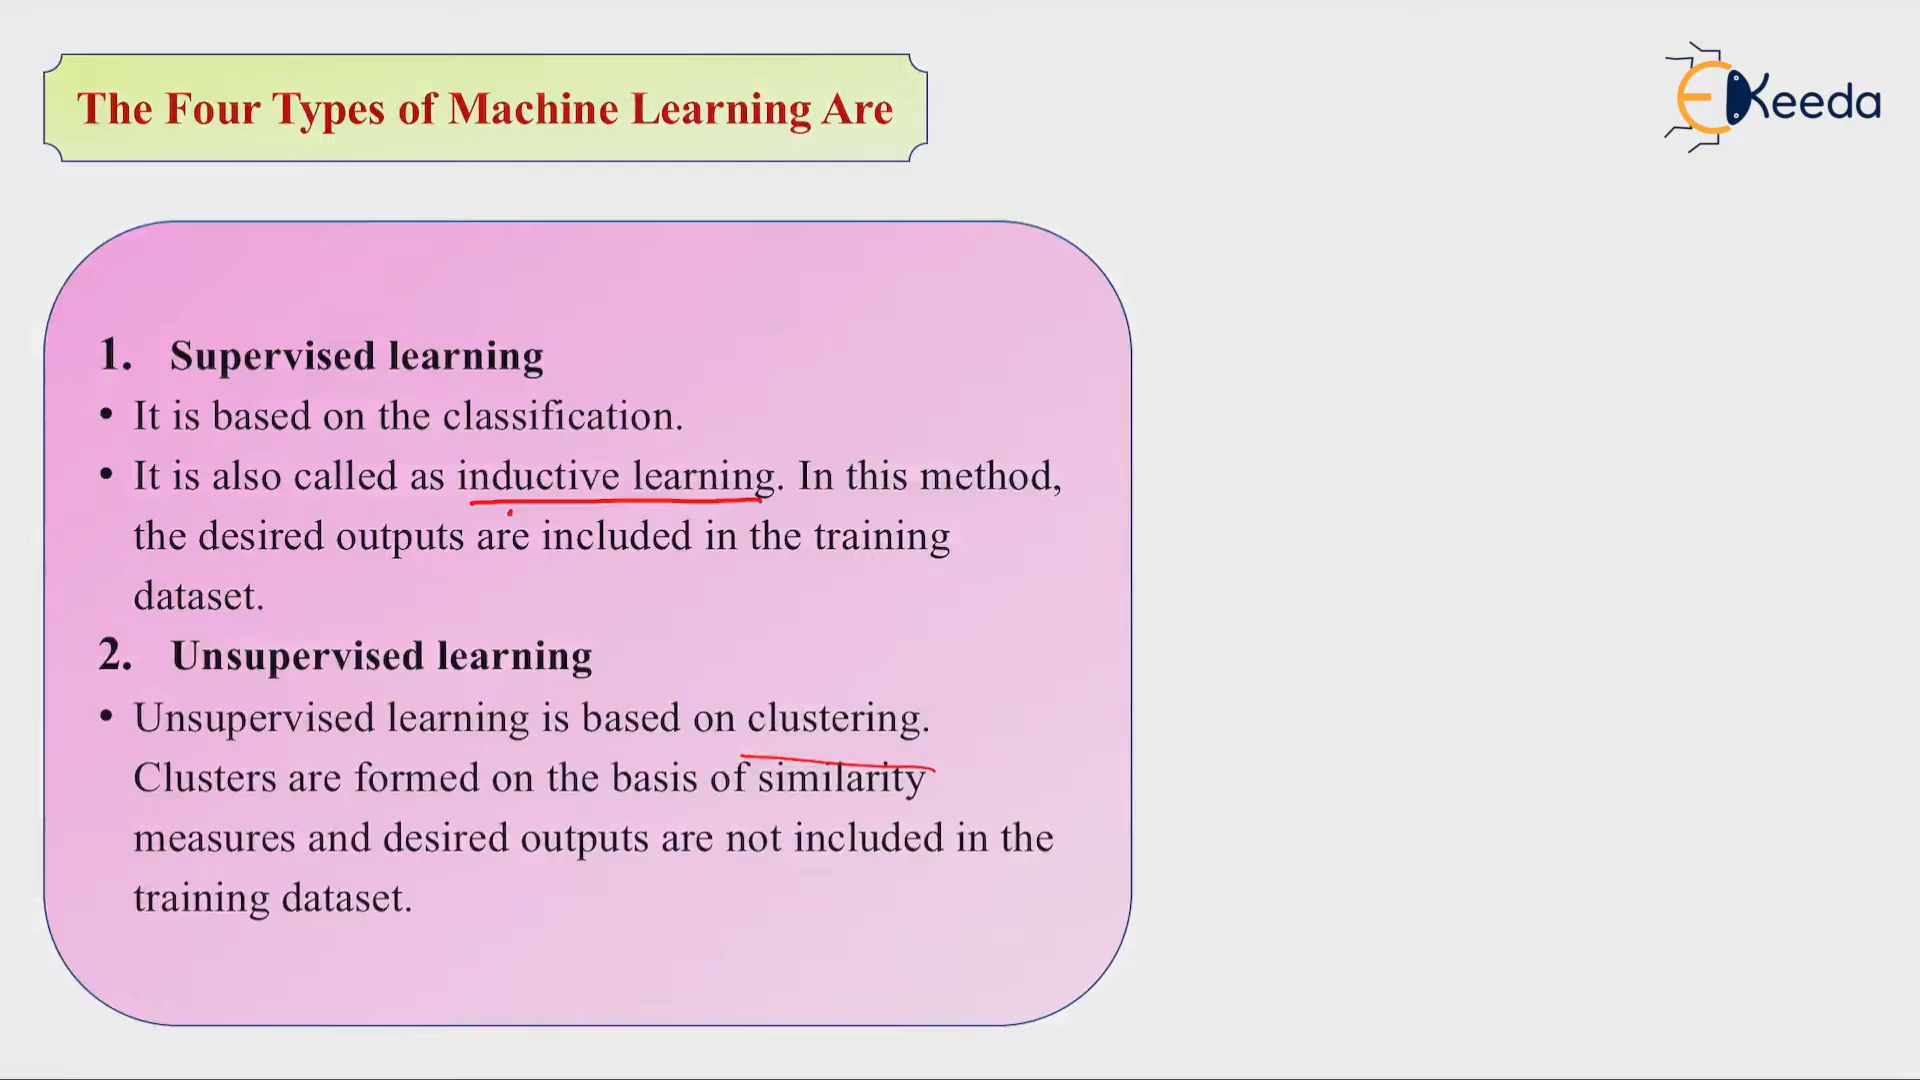 The Four Types of Machine Learning Are
EKeeda
1. Supervised learning
• It is based on the classification.
• It is also called as inductive learning. In this method,
the desired outputs are included in the training
dataset.
2. Unsupervised learning
• Unsupervised learning is based on clustering.
Clusters are formed on the basis of similarity
measures and desired outputs are not included in the
training dataset.